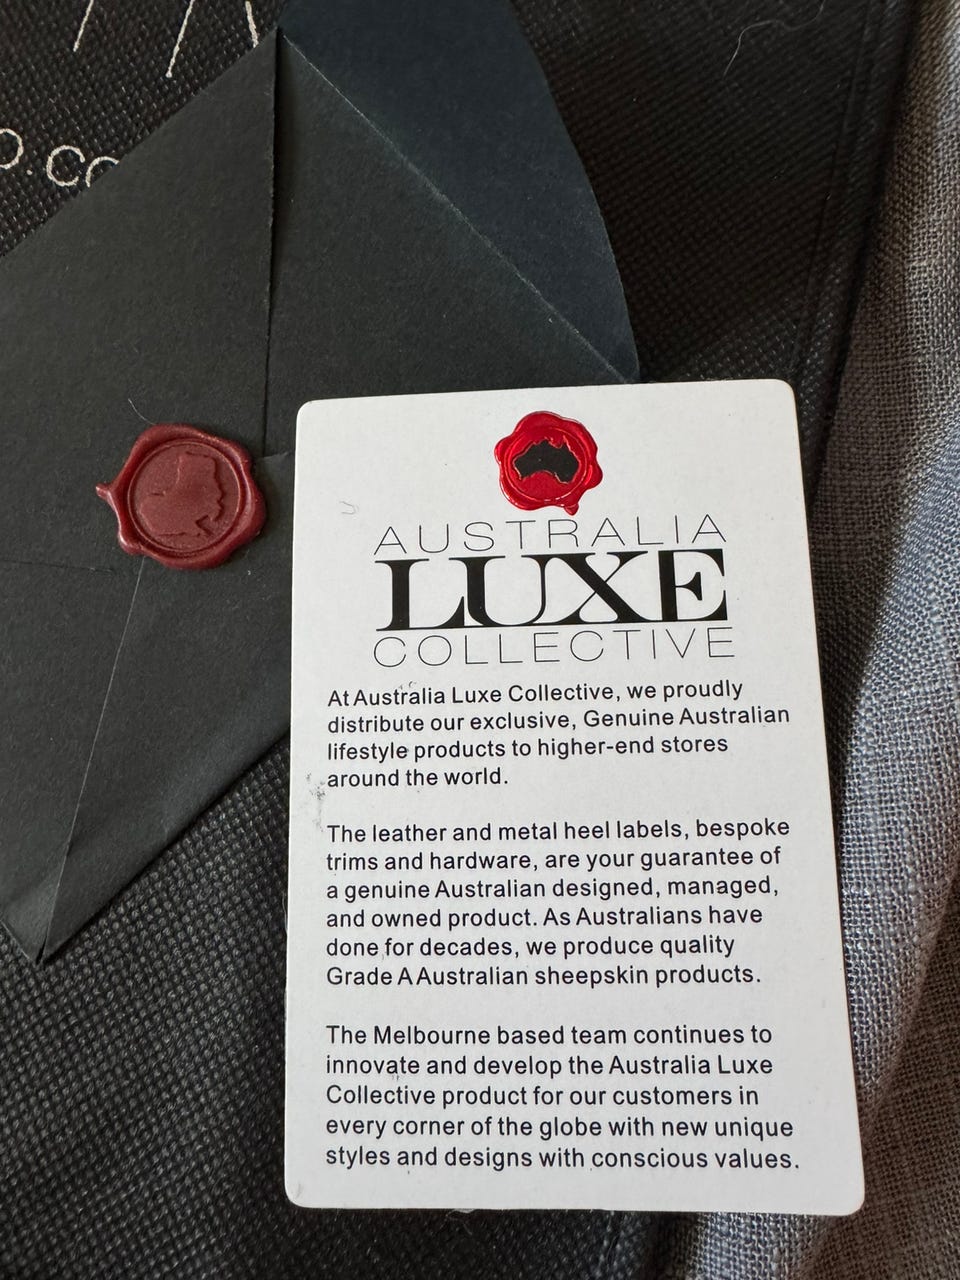 AUSTRALIA
LUXE
COLLECTIVE
At Australia Luxe Collective, we proudly
distribute our exclusive, Genuine Australian
lifestyle products to higher-end stores
around the world.
The leather and metal heel labels, bespoke
trims and hardware, are your guarantee of
a genuine Australian designed, managed,
and owned product. As Australians have
done for decades, we produce quality
Grade A Australian sheepskin products.
The Melbourne based team continues to
innovate and develop the Australia Luxe
Collective product for our customers in
every corner of the globe with new unique
styles and designs with conscious values.